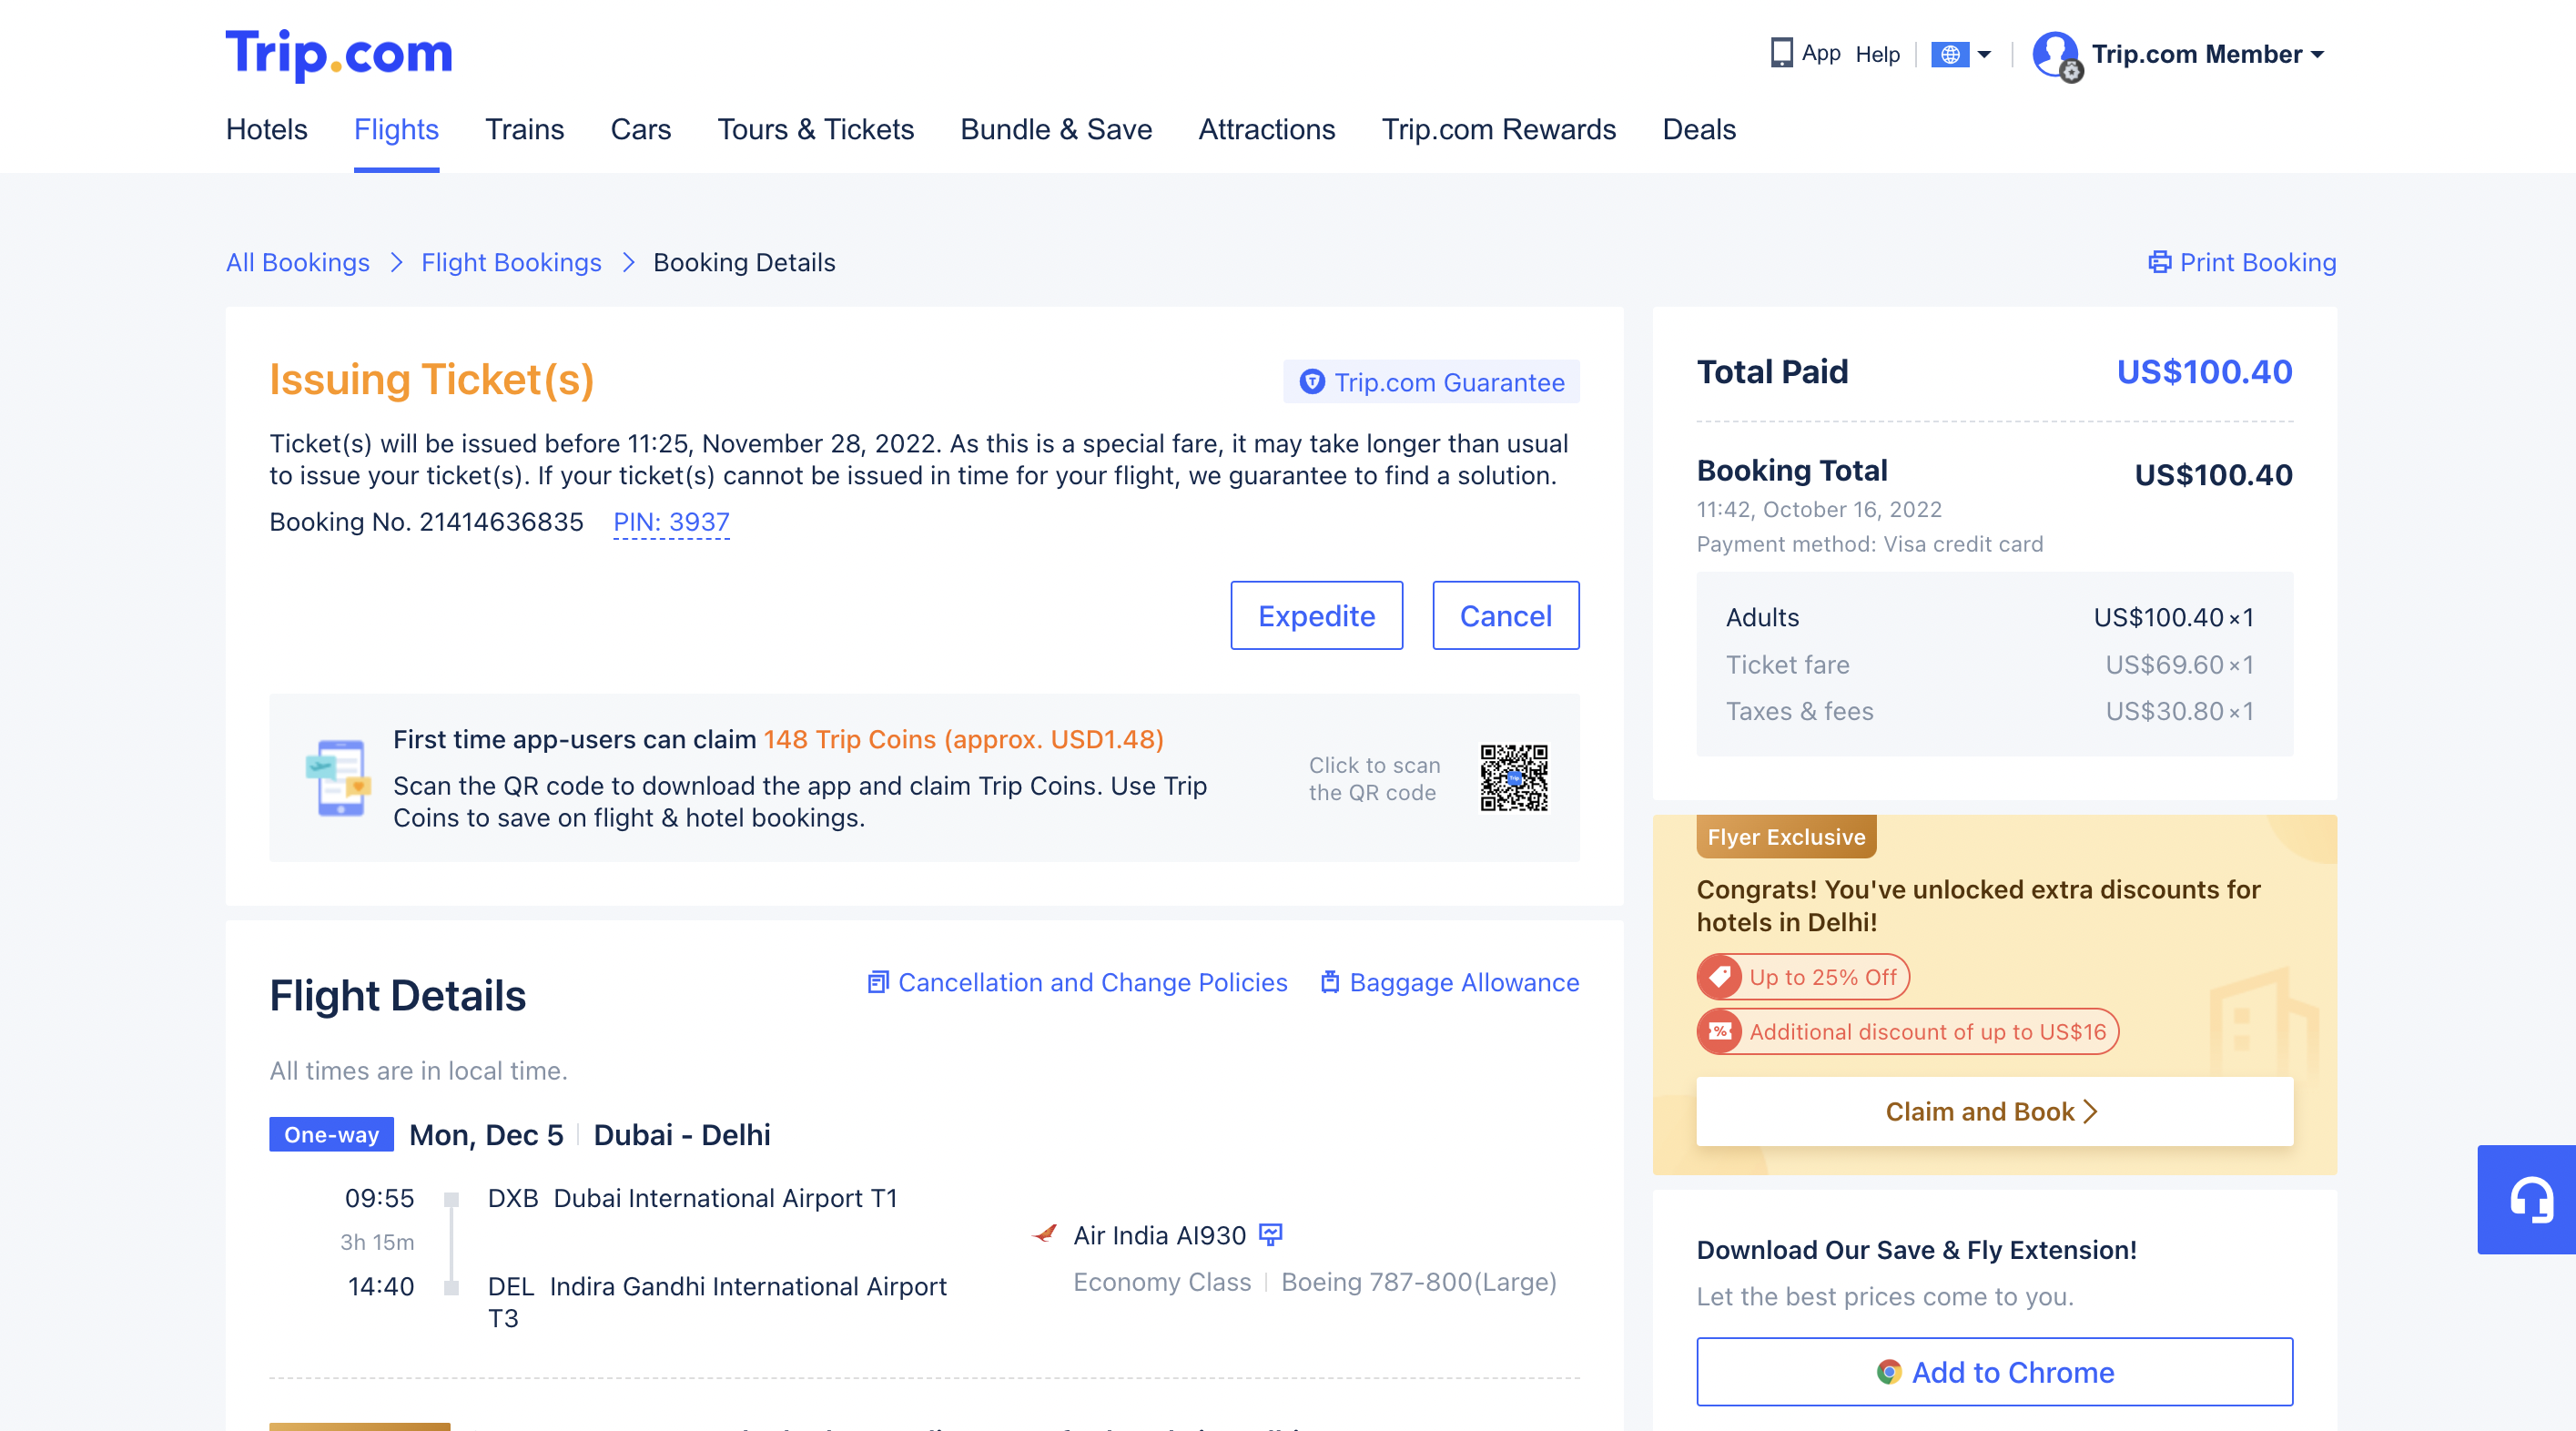 Trip.com
App Help Trip.com Member
Hotels Flights Trains Cars Tours & Tickets Bundle & Save Attractions Trip.com Rewards Deals
All Bookings > Flight Bookings > Booking Details
Print Booking
Issuing Ticket(s)
Trip.com Guarantee
Ticket(s) will be issued before 11:25, November 28, 2022. As this is a special fare, it may take longer than usual
to issue your ticket(s). If your ticket(s) cannot be issued in time for your flight, we guarantee to find a solution.
Booking No. 21414636835 PIN: 3937
Expedite Cancel
First time app-users can claim 148 Trip Coins (approx. USD1.48)
Scan the QR code to download the app and claim Trip Coins. Use Trip
Coins to save on flight & hotel bookings.
Click to scan
the QR code
Flight Details
Cancellation and Change Policies Baggage Allowance
All times are in local time.
One-way Mon, Dec 5 Dubai - Delhi
09:55 DXB Dubai International Airport T1
3h 15m
14:40 DEL Indira Gandhi International Airport
T3
Air India AI930
Economy Class Boeing 787-800(Large)
Total Paid US$100.40
Booking Total US$100.40
11:42, October 16, 2022
Payment method: Visa credit card
Adults US$100.40×1
Ticket fare US$69.60×1
Taxes & fees US$30.80×1
Flyer Exclusive
Congrats! You've unlocked extra discounts for
hotels in Delhi!
Up to 25% Off
Additional discount of up to US$16
Claim and Book >
Download Our Save & Fly Extension!
Let the best prices come to you.
Add to Chrome